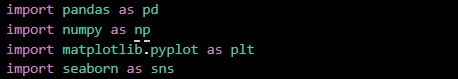 import pandas as pd
import numpy as np
import matplotlib.pyplot as plt
import seaborn as sns